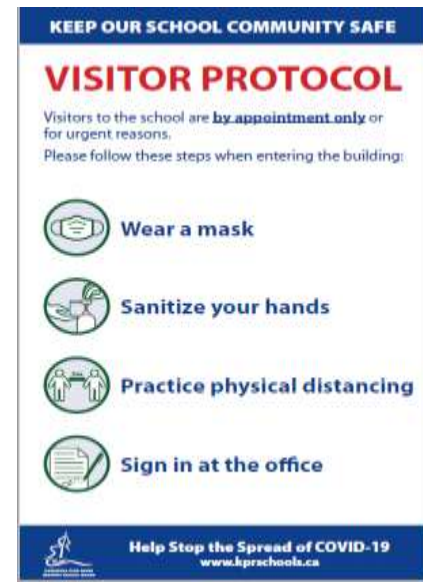 KEEP OUR SCHOOL COMMUNITY SAFE
VISITOR PROTOCOL
Visitors to the school are by appointment only or
for urgent reasons.
Please follow these steps when entering the building:
Wear a mask
Sanitize your hands
Practice physical distancing
Sign in at the office
Help Stop the Spread of COVID-19
www.kprschools.ca